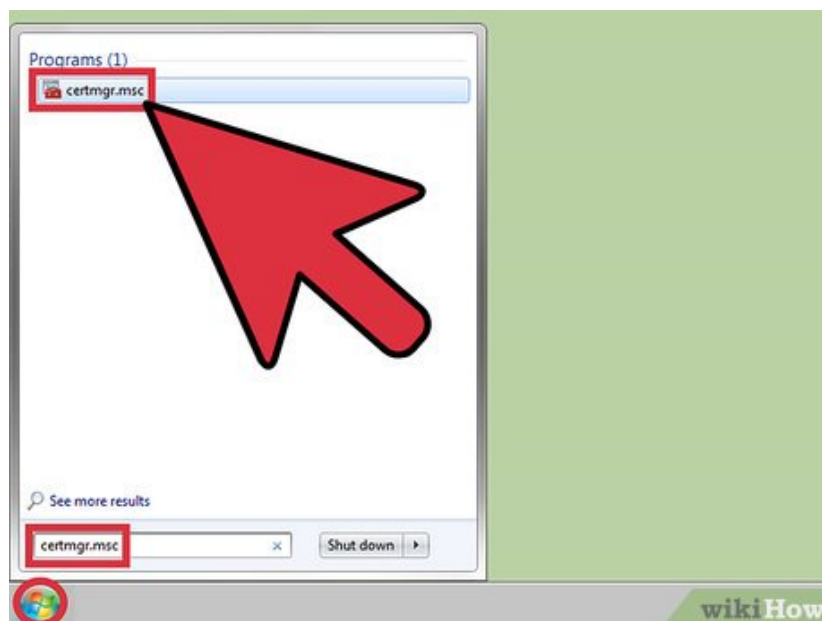 Programs (1)
certmgr.msc
See more results
certmgr.msc
Shut down
wikiHow